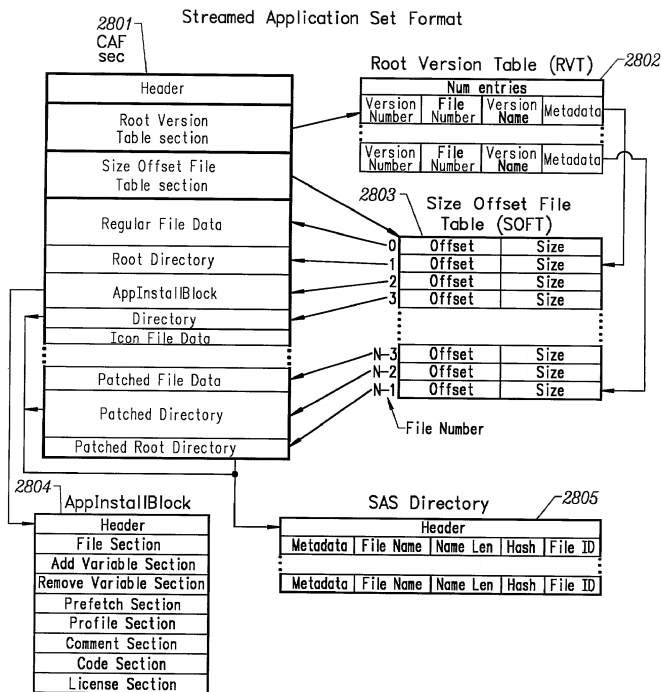 Streamed Application Set Format
2801
CAF
sec
Header
Root Version
Table section
Size Offset File
Table section
Regular File Data
Root Directory
AppInstallBlock
Directory
Icon File Data
Patched File Data
Patched Directory
Patched Root Directory
Root Version Table (RVT)
2802
Num entries
Version Number File Number Version Name Metadata
Version Number File Number Version Name Metadata
2803
Size Offset File
Table (SOFT)
0 Offset Size
1 Offset Size
2 Offset Size
3 Offset Size
N-3 Offset Size
N-2 Offset Size
N-1 Offset Size
File Number
2804
AppInstallBlock
Header
File Section
Add Variable Section
Remove Variable Section
Prefetch Section
Profile Section
Comment Section
Code Section
License Section
SAS Directory
2805
Header
Metadata File Name Name Len Hash File ID
Metadata File Name Name Len Hash File ID